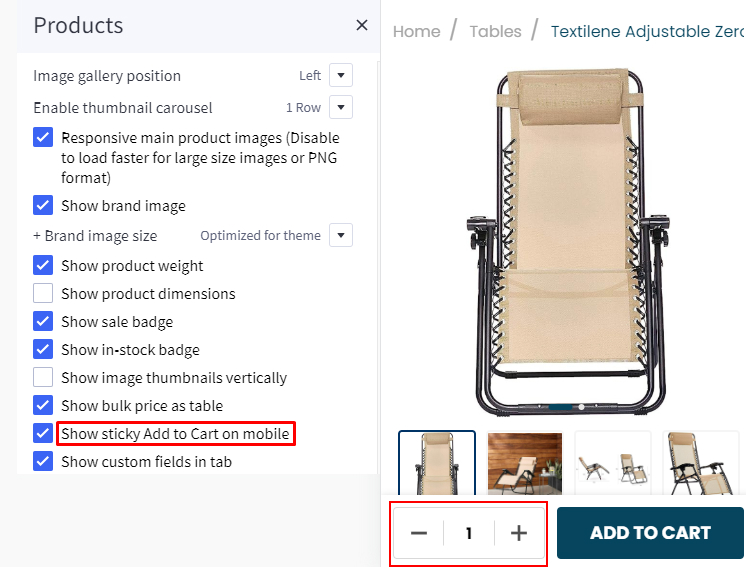 Products
Image gallery position Left
Enable thumbnail carousel 1 Row
Responsive main product images (Disable
to load faster for large size images or PNG
format)
Show brand image
+ Brand image size Optimized for theme
Show product weight
Show product dimensions
Show sale badge
Show in-stock badge
Show image thumbnails vertically
Show bulk price as table
Show sticky Add to Cart on mobile
Show custom fields in tab
Home / Tables / Textilene Adjustable Zero
1
ADD TO CART